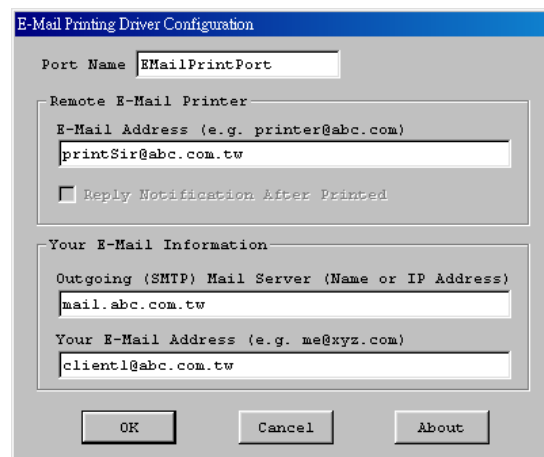 E-Mail Printing Driver Configuration
Port Name EMailPrintPort
Remote E-Mail Printer
E-Mail Address (e.g. printer@abc.com)
printSir@abc.com.tw
Reply Notification After Printed
Your E-Mail Information
Outgoing (SMTP) Mail Server (Name or IP Address)
mail.abc.com.tw
Your E-Mail Address (e.g. me@xyz.com)
client1@abc.com.tw
OK Cancel About